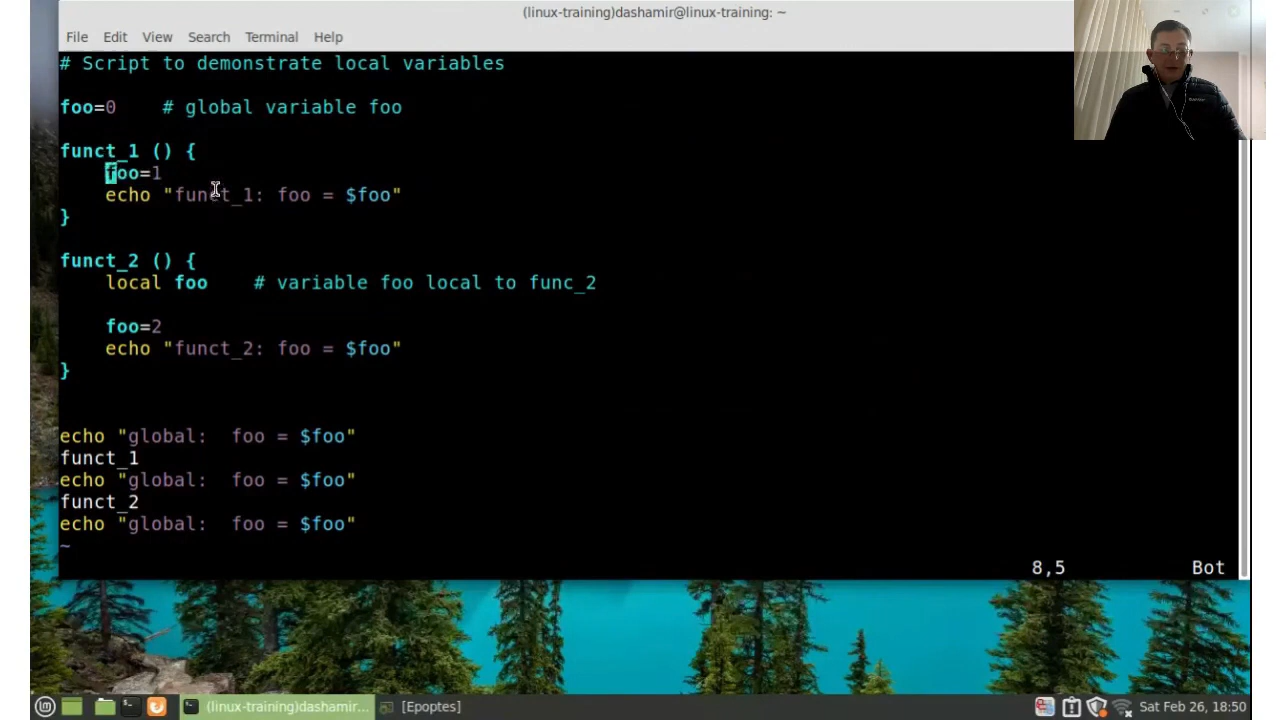 (linux-training)dashamir@linux-training: ~
File Edit View Search Terminal Help
# Script to demonstrate local variables
foo=0    # global variable foo
funct_1 () {
    foo=1
    echo "funct_1: foo = $foo"
}
funct_2 () {
    local foo    # variable foo local to func_2
    foo=2
    echo "funct_2: foo = $foo"
}
echo "global:  foo = $foo"
funct_1
echo "global:  foo = $foo"
funct_2
echo "global:  foo = $foo"
~
8,5 Bot
(linux-training)dashamir... [Epoptes] Sat Feb 26, 18:50